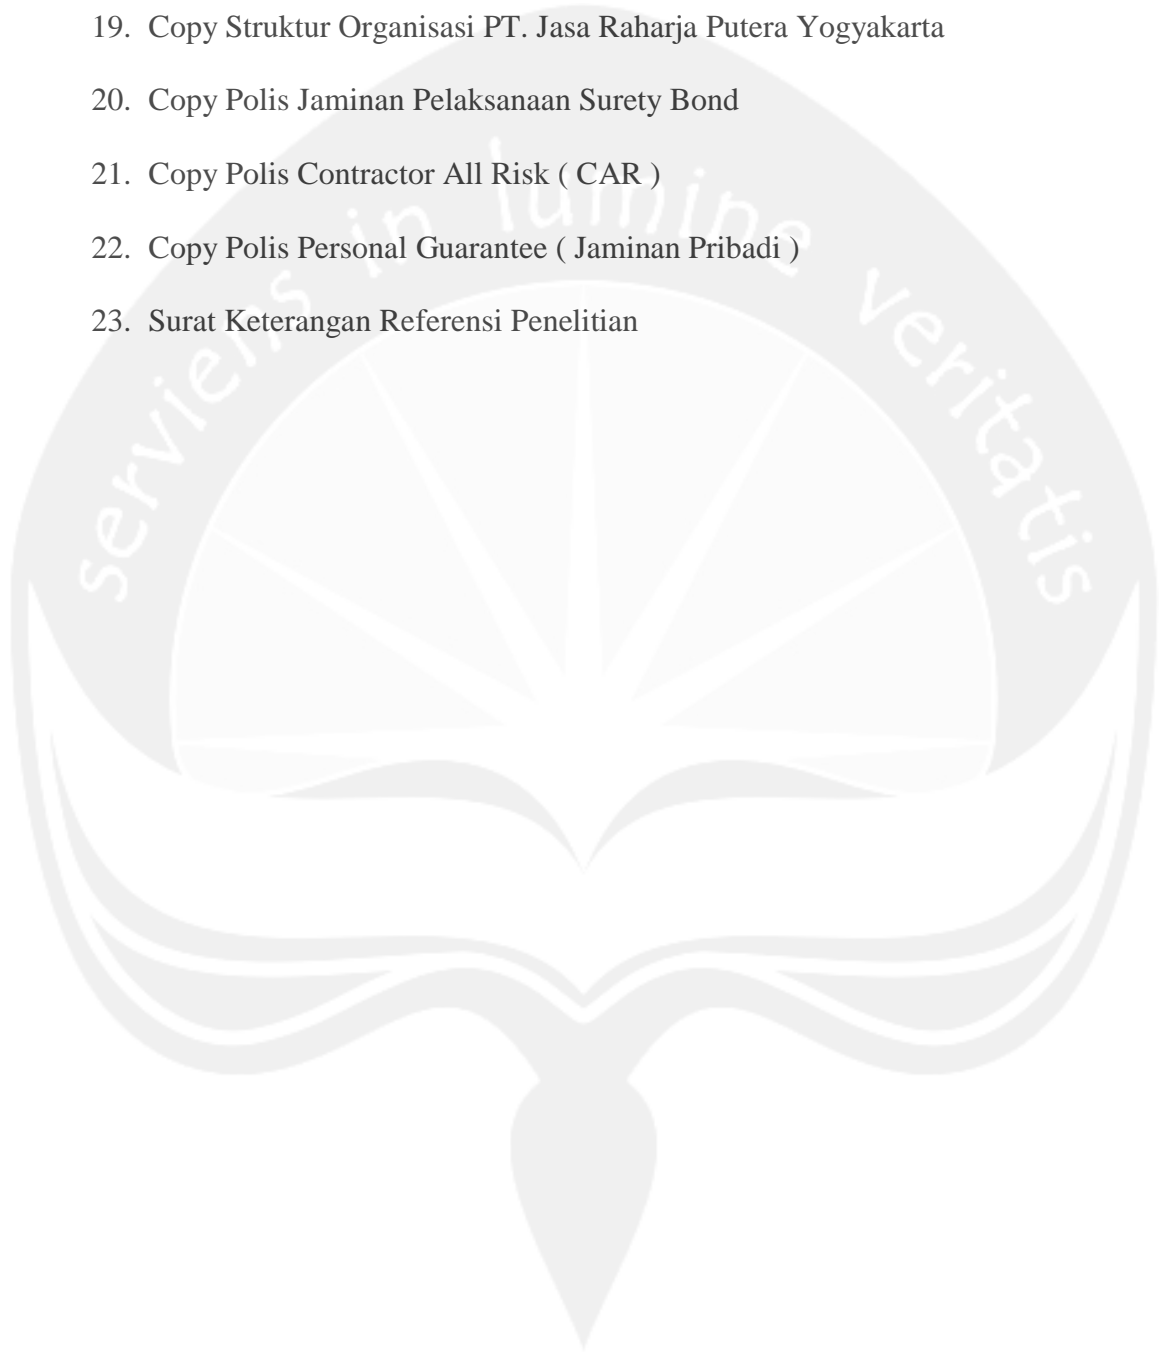 19. Copy Struktur Organisasi PT. Jasa Raharja Putera Yogyakarta
20. Copy Polis Jaminan Pelaksanaan Surety Bond
21. Copy Polis Contractor All Risk ( CAR )
22. Copy Polis Personal Guarantee ( Jaminan Pribadi )
23. Surat Keterangan Referensi Penelitian
serviens in lumine veritatis